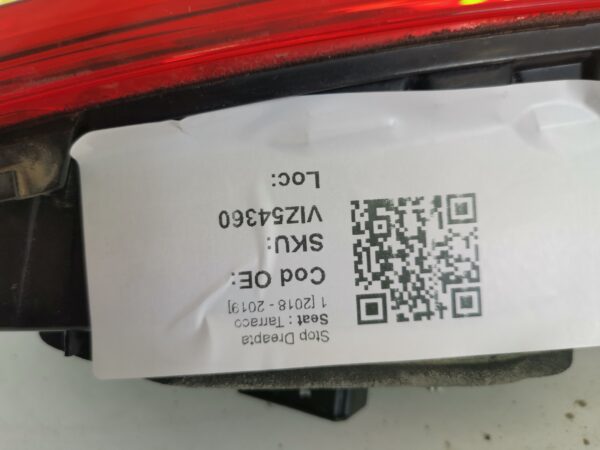 Stop Dreapta
Seat : Tarraco
1 [2018 - 2019]
Cod OE:
SKU:
VIZ54360
Loc: